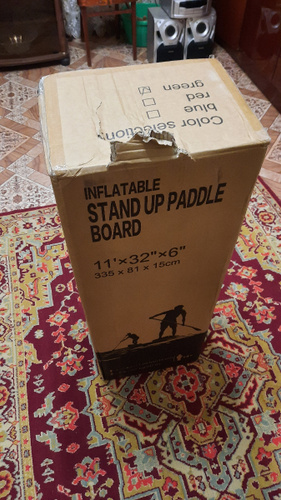 Color selection:
blue
red
green
INFLATABLE
STAND UP PADDLE
BOARD
11'×32"×6"
335 x 81 x 15cm